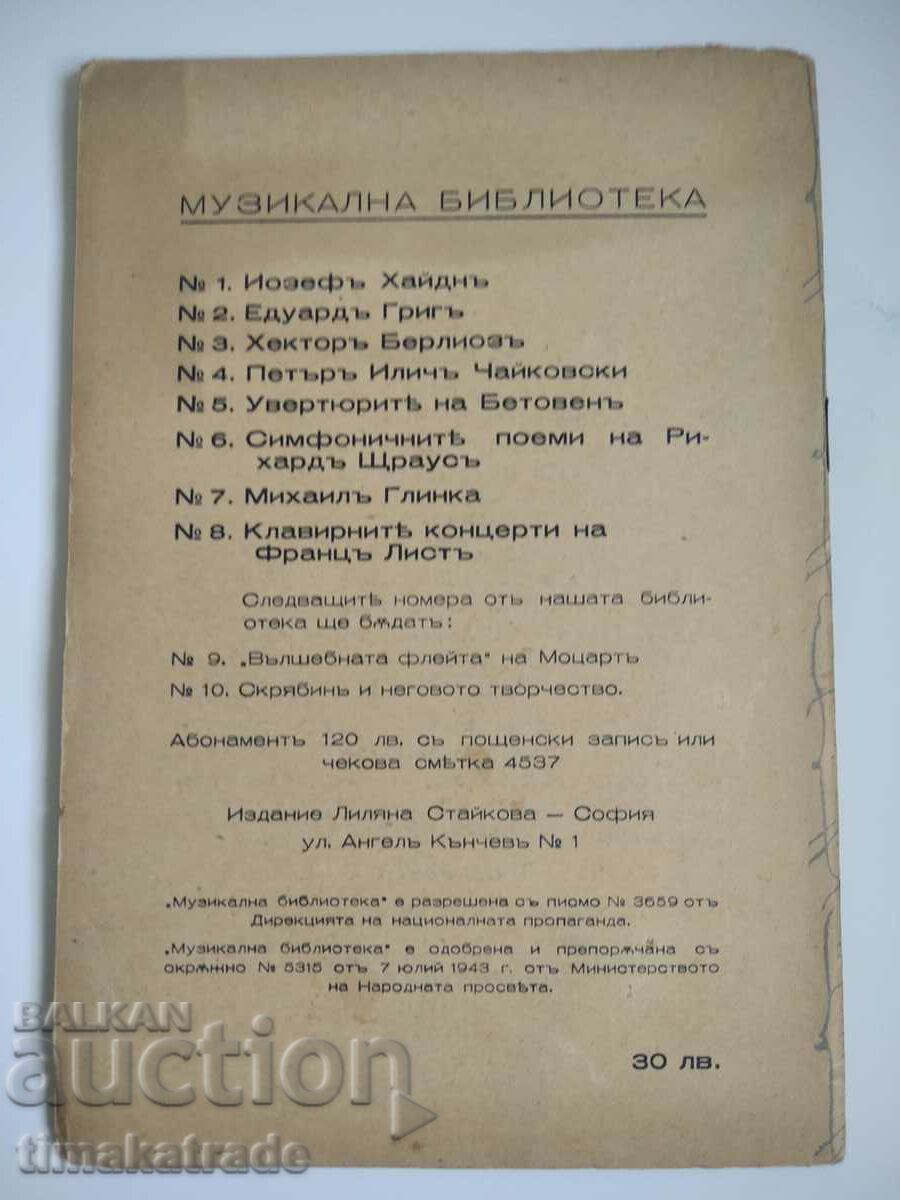 МУЗИКАЛНА БИБЛИОТЕКА
№ 1. Иозефъ Хайднъ
№ 2. Едуардъ Григъ
№ 3. Хекторъ Берлиозъ
№ 4. Петъръ Иличъ Чайковски
№ 5. Увертюритѣ на Бетовенъ
№ 6. Симфоничнитѣ поеми на Ри-
хардъ Щраусъ
№ 7. Михаилъ Глинка
№ 8. Клавирнитѣ концерти на
Францъ Листъ
Следващитѣ номера отъ нашата библи-
отека ще бѫдатъ:
№ 9. „Вълшебната флейта" на Моцартъ
№ 10. Скрябинъ и неговото творчество.
Абонаментъ 120 лв. съ пощенски записъ или
чекова смѣтка 4537
Издание Лиляна Стайкова — София
ул. Ангелъ Кънчевъ № 1
„Музикална библиотека" е разрешена съ писмо № 3659 отъ
Дирекцията на националната пропаганда.
„Музикална библиотека" е одобрена и препорѫчана съ
окрѫжно № 5315 отъ 7 юлий 1943 г. отъ Министерството
на Народната просвѣта.
30 лв.
BALKAN
auction
timakatrade